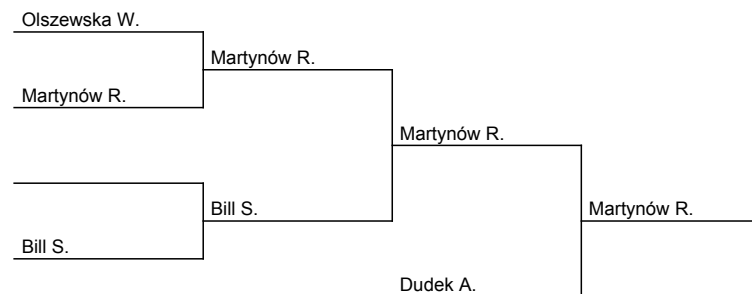 Olszewska W.
Martynów R.
Martynów R.
Martynów R.
Bill S.
Martynów R.
Bill S.
Dudek A.